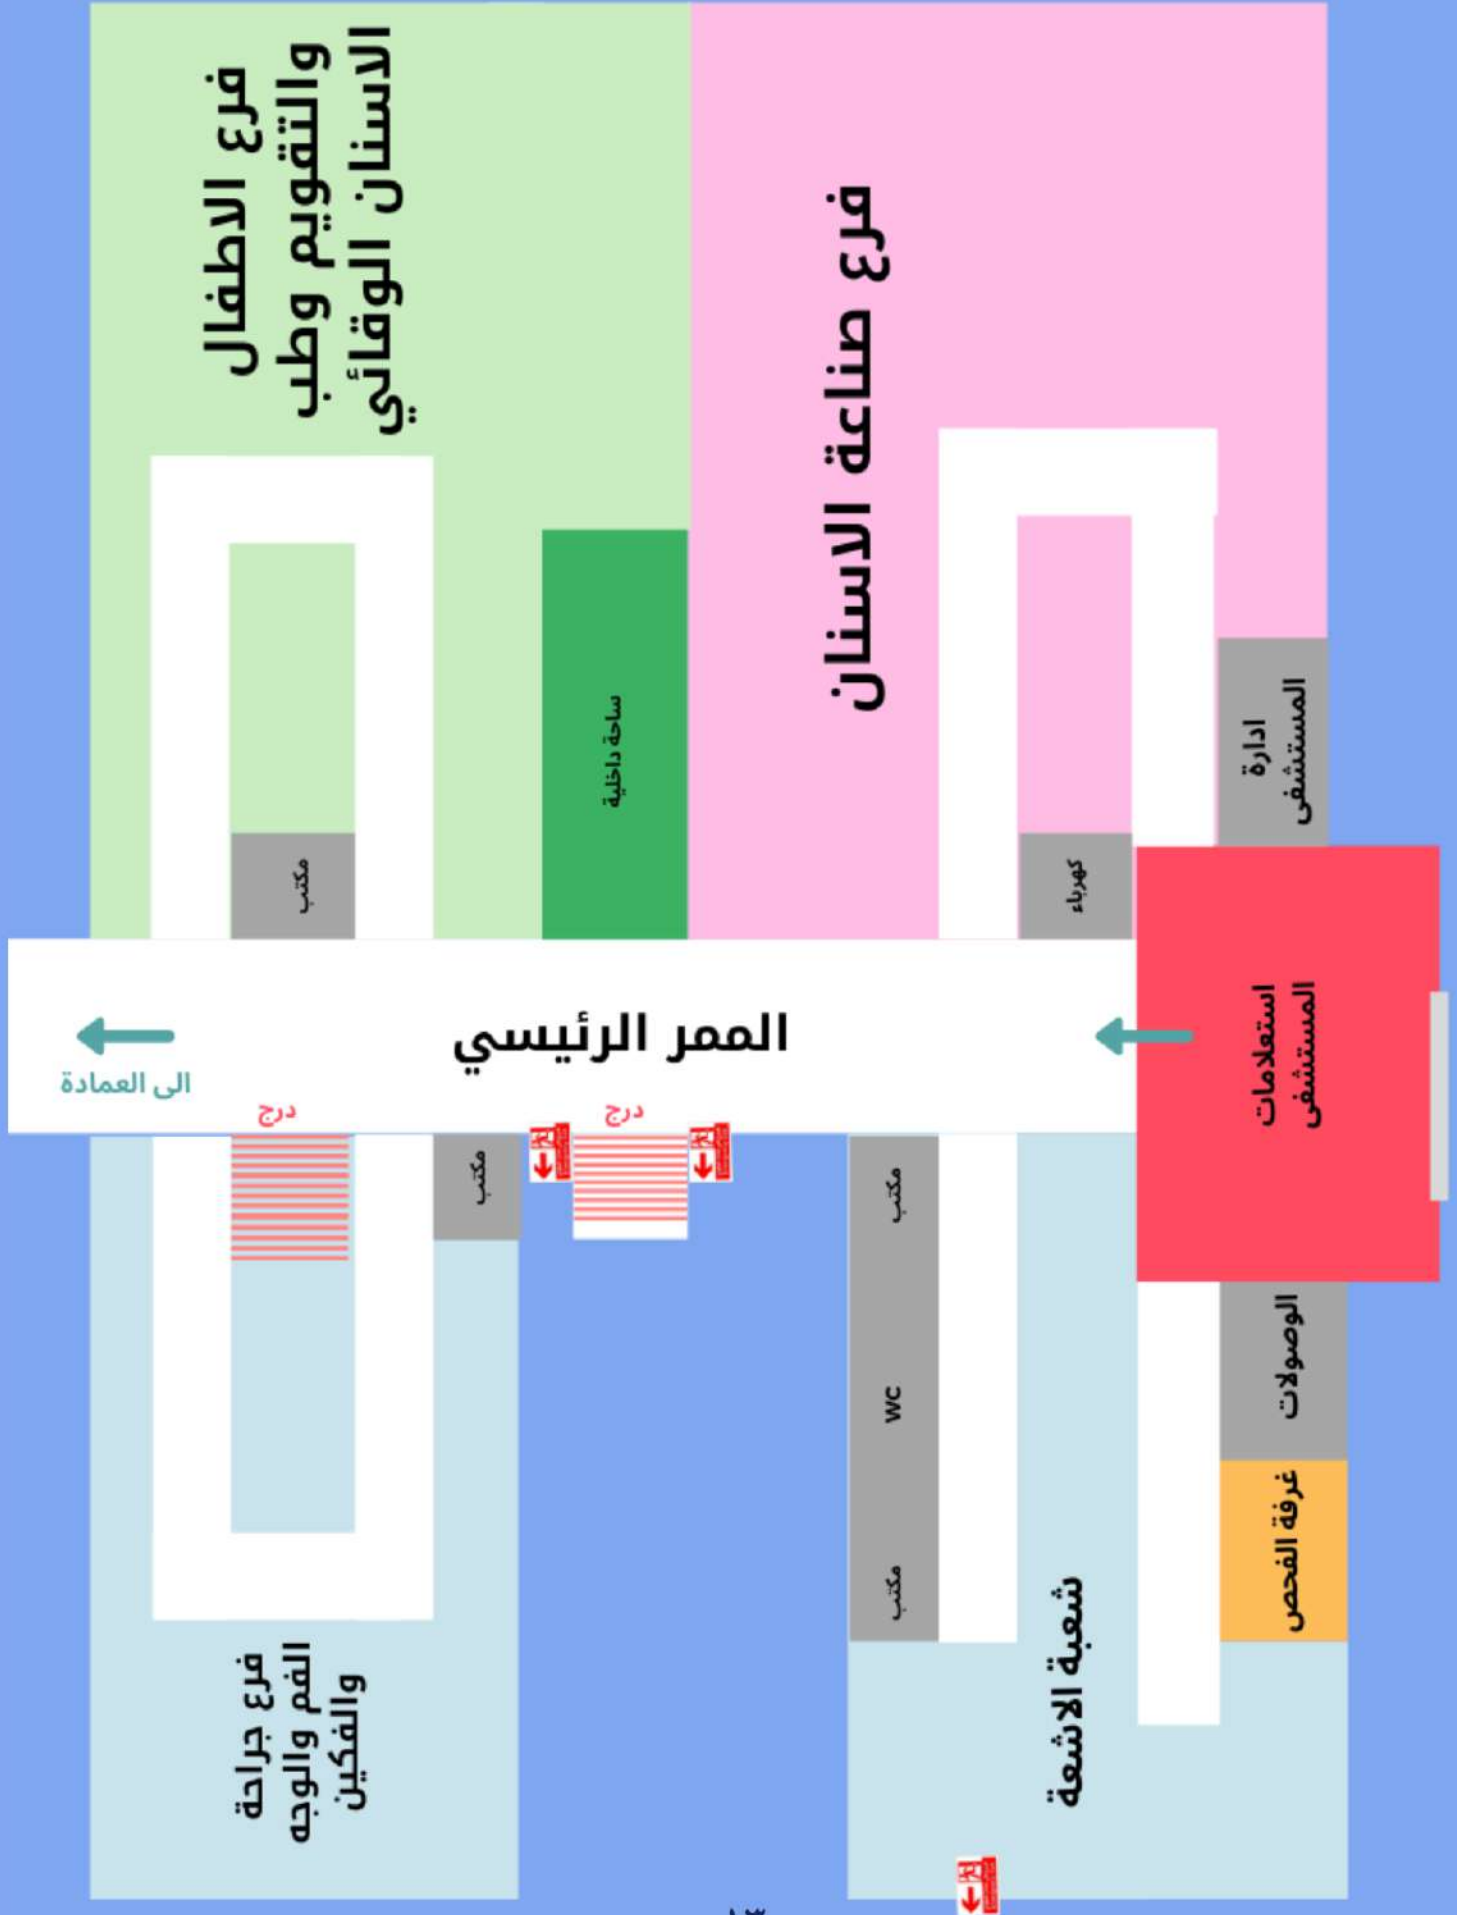 فرع الاطفال
والتقويم وطب
الاسنان الوقائي
فرع صناعة الاسنان
ساحة داخلية
ادارة
المستشفى
مكتب
كهرباء
الممر الرئيسي
استعلامات
المستشفى
الى العمادة
درج
درج
مكتب
مكتب
WC
مكتب
الوصولات
غرفة الفحص
شعبة الاشعة
فرع جراحة
الفم والوجه
والفكين